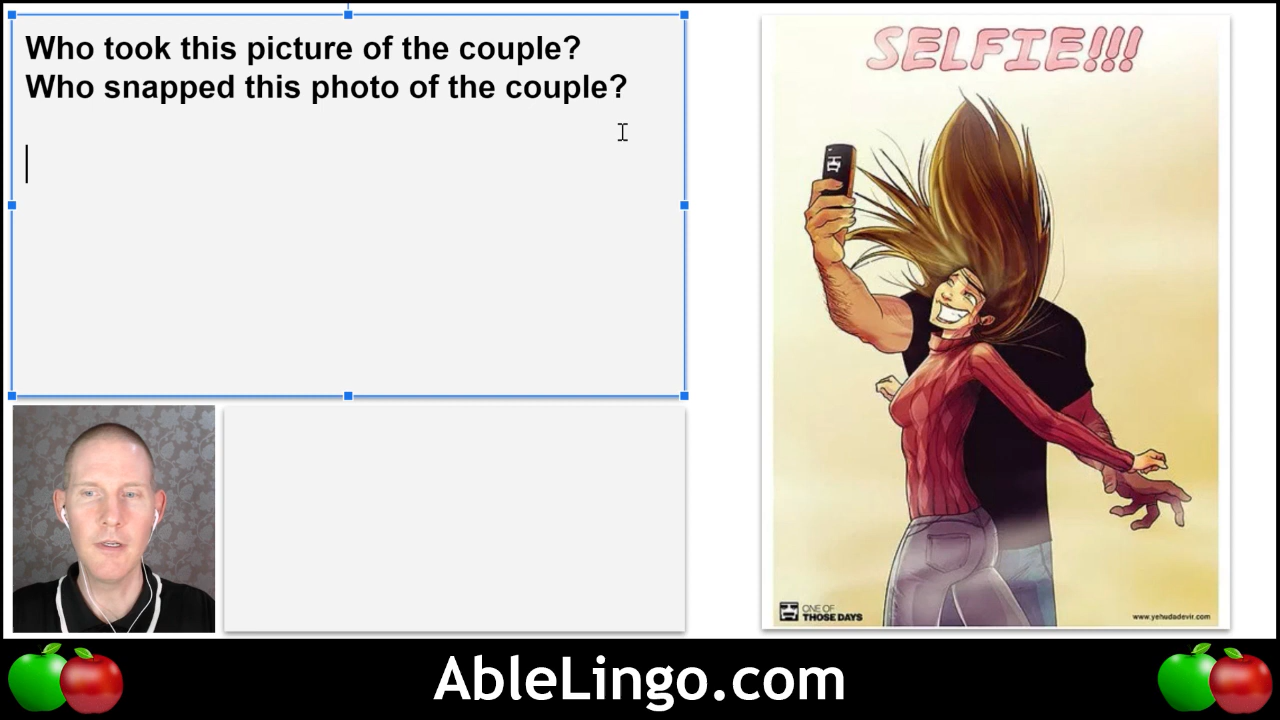 Who took this picture of the couple?
Who snapped this photo of the couple?
SELFIE!!!
ONE OF
THOSE DAYS
www.yehudadevir.com
AbleLingo.com